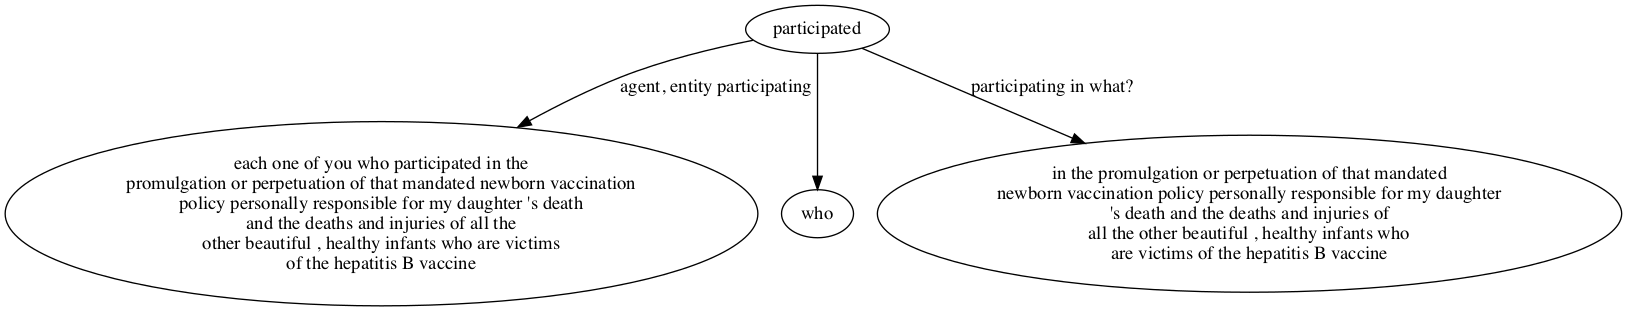 participated
agent, entity participating
participating in what?
each one of you who participated in the
promulgation or perpetuation of that mandated newborn vaccination
policy personally responsible for my daughter 's death
and the deaths and injuries of all the
other beautiful , healthy infants who are victims
of the hepatitis B vaccine
who
in the promulgation or perpetuation of that mandated
newborn vaccination policy personally responsible for my daughter
's death and the deaths and injuries of
all the other beautiful , healthy infants who
are victims of the hepatitis B vaccine